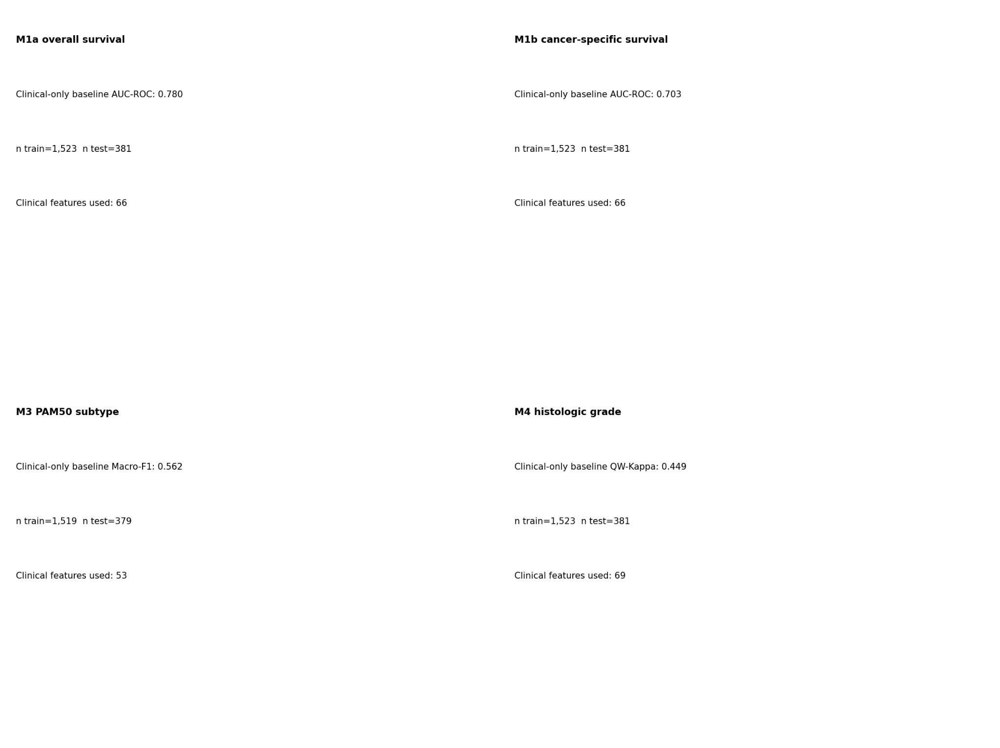 M1a overall survival
Clinical-only baseline AUC-ROC: 0.780
n train=1,523  n test=381
Clinical features used: 66
M1b cancer-specific survival
Clinical-only baseline AUC-ROC: 0.703
n train=1,523  n test=381
Clinical features used: 66
M3 PAM50 subtype
Clinical-only baseline Macro-F1: 0.562
n train=1,519  n test=379
Clinical features used: 53
M4 histologic grade
Clinical-only baseline QW-Kappa: 0.449
n train=1,523  n test=381
Clinical features used: 69